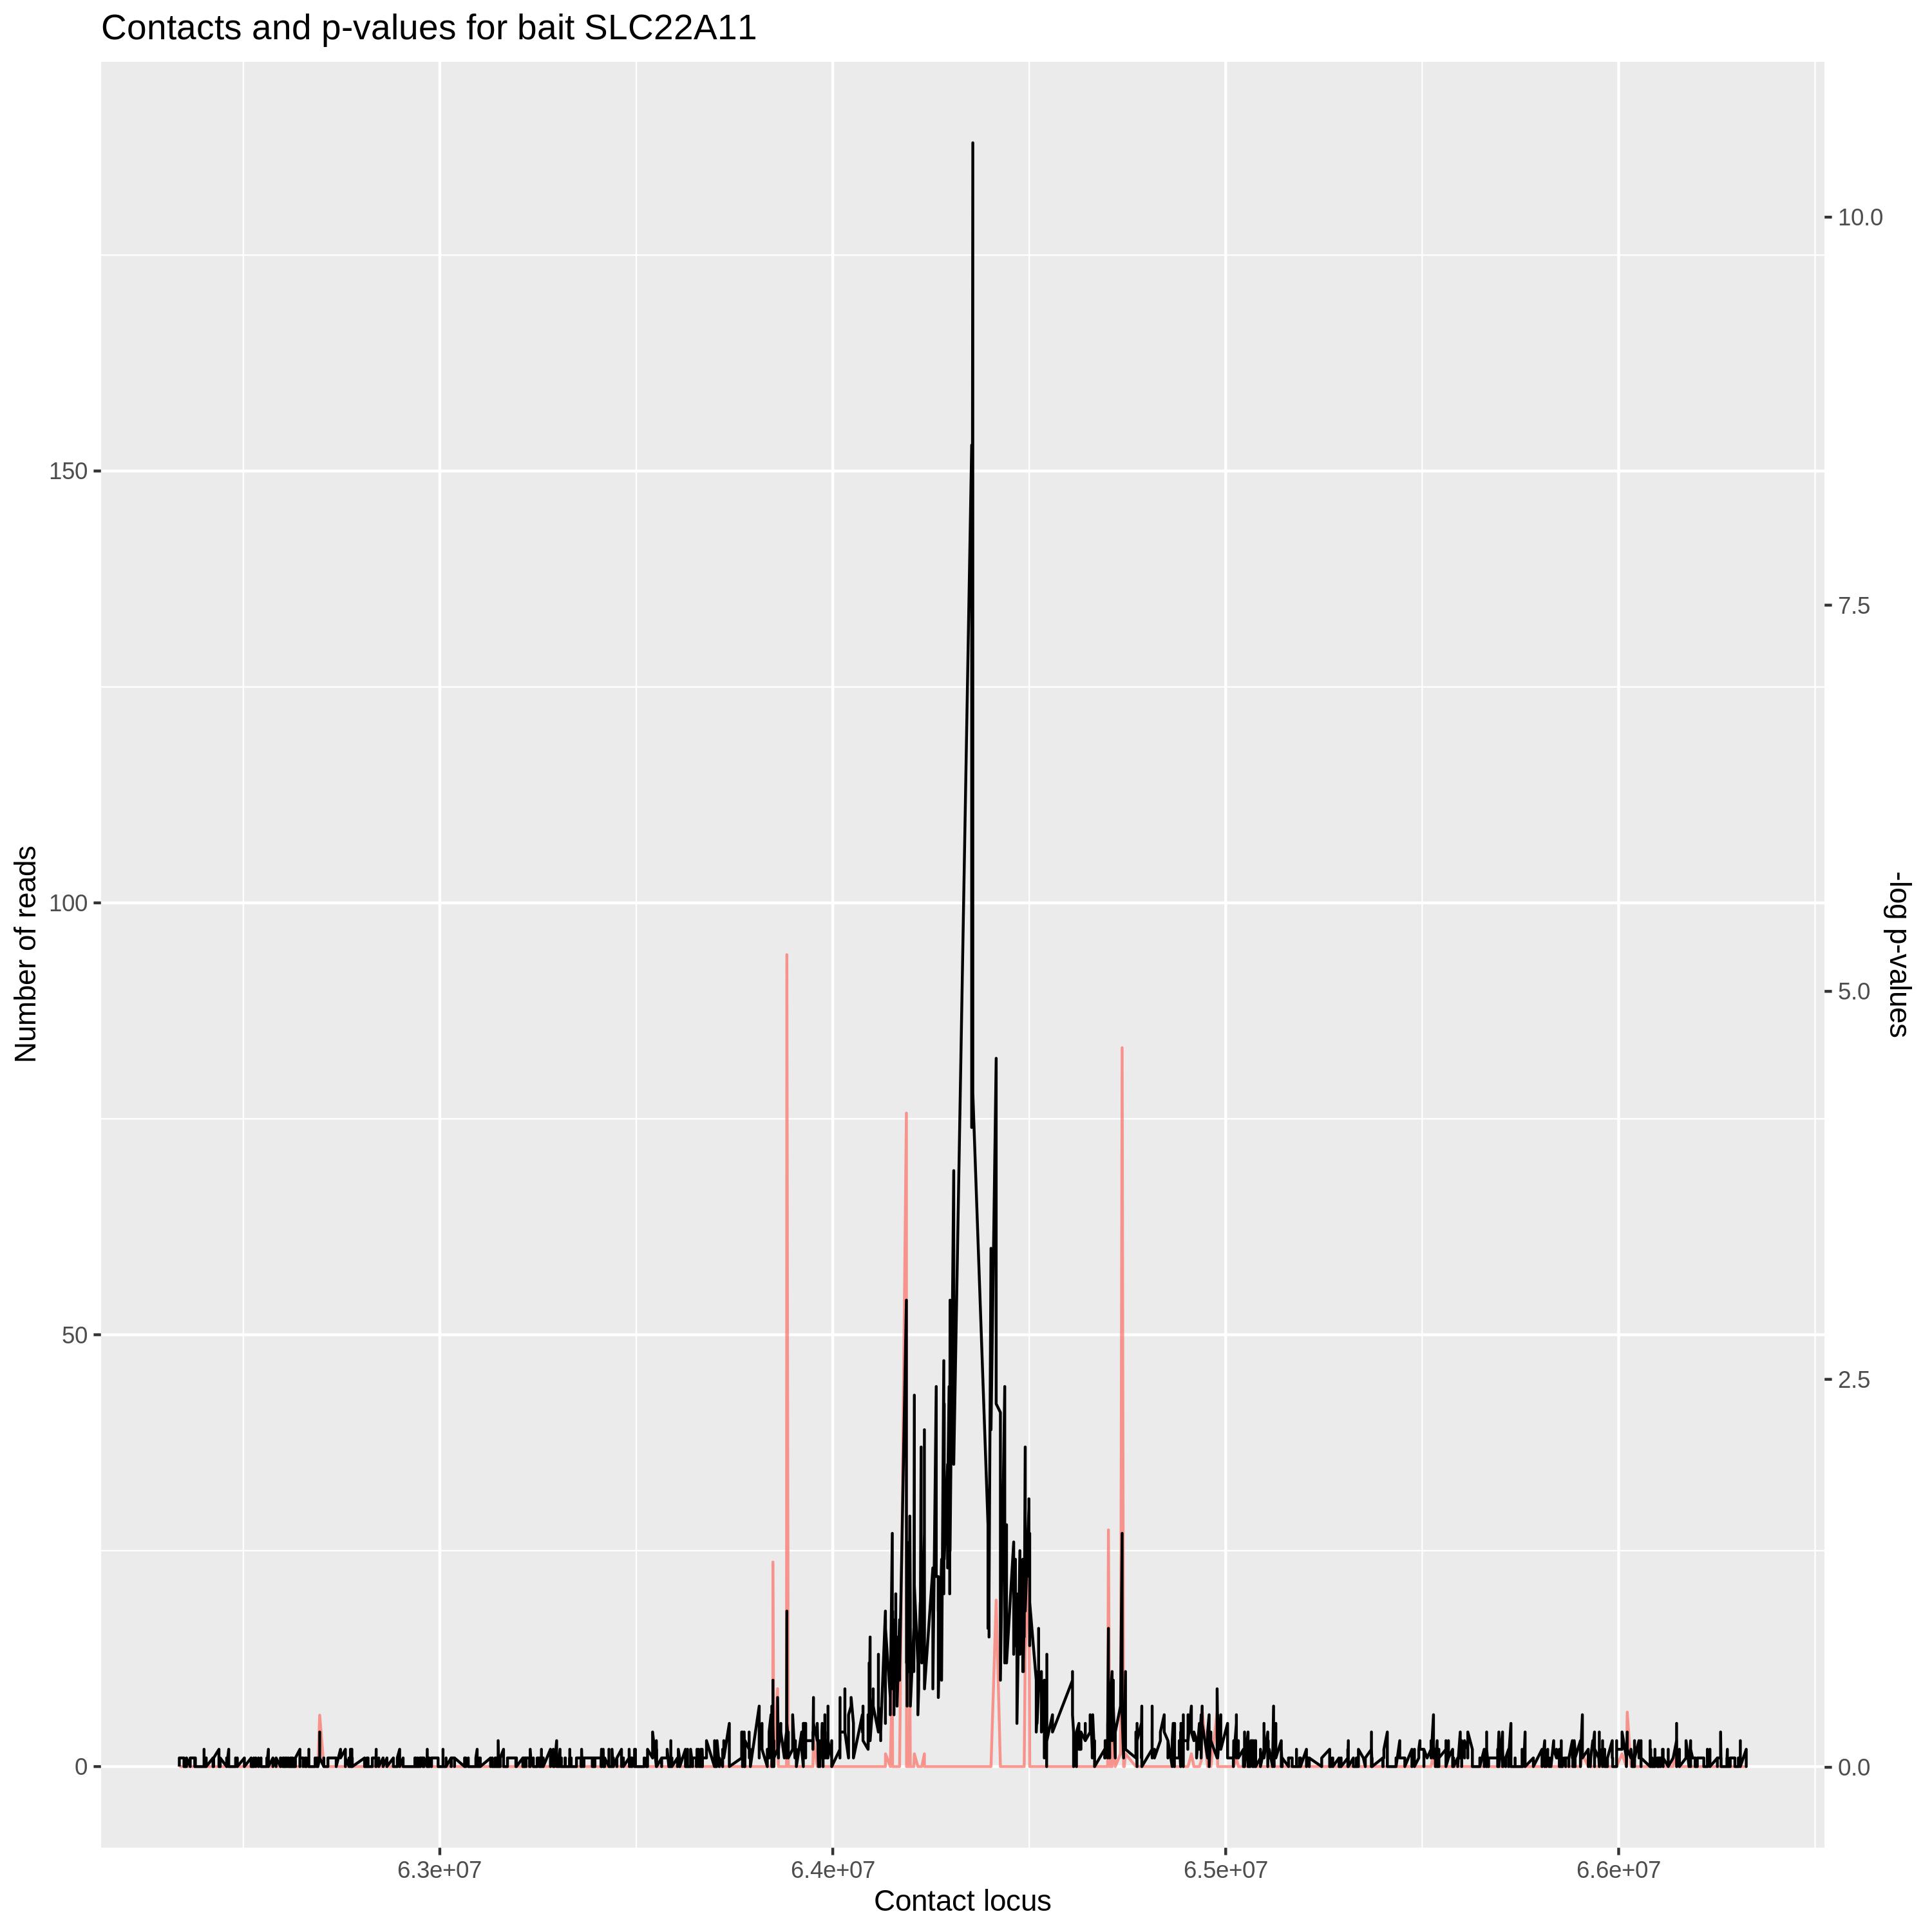 Contacts and p-values for bait SLC22A11
Number of reads
150
100
50
0
10.0
7.5
5.0
2.5
0.0
-log p-values
6.3e+07
6.4e+07
6.5e+07
6.6e+07
Contact locus